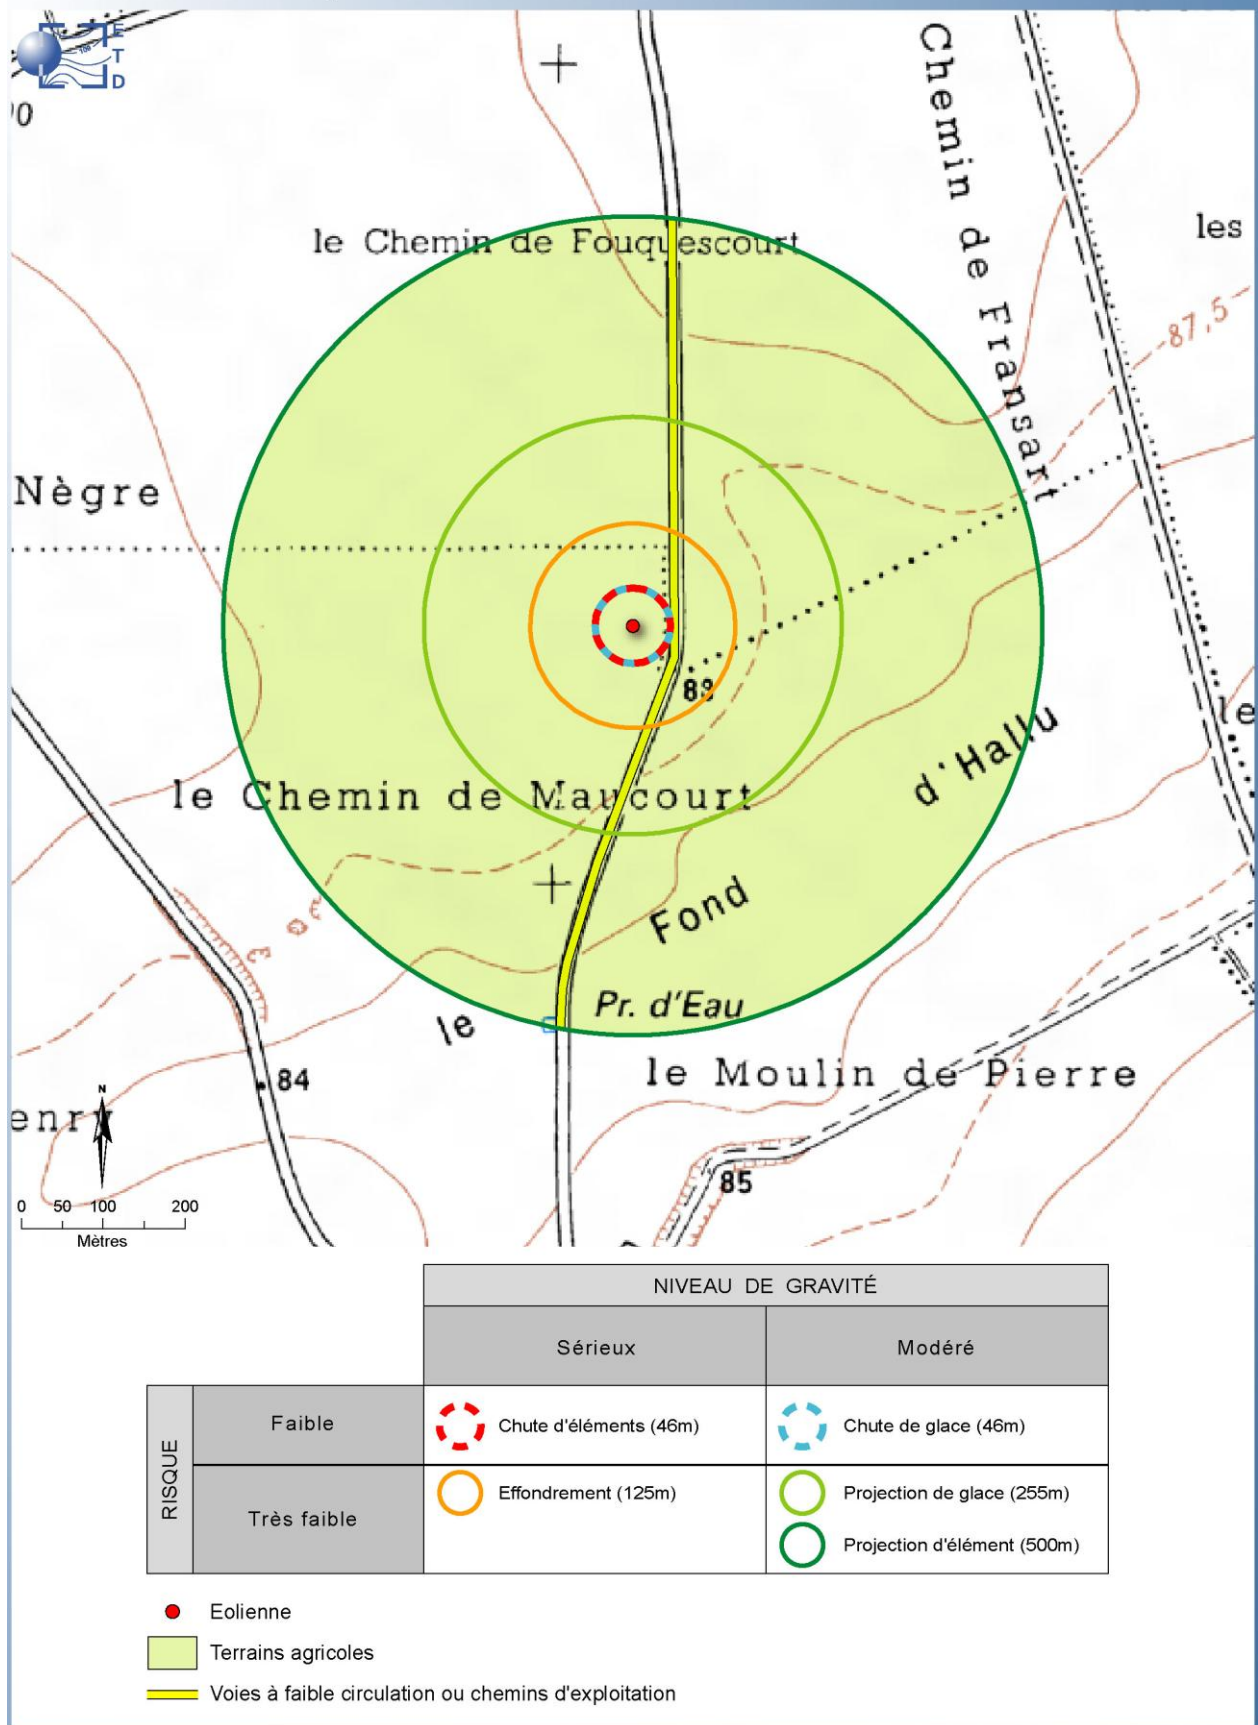 E
T
D
100
Chemin de Fransart
le Chemin de Fouquescourt
les
87,5
Nègre
83
le
d'Hallu
le Chemin de Maucourt
Fond
le
Pr. d'Eau
84
le Moulin de Pierre
85
N
0 50 100 200
Mètres
NIVEAU DE GRAVITÉ
Sérieux Modéré
RISQUE
Faible Chute d'éléments (46m) Chute de glace (46m)
Très faible Effondrement (125m) Projection de glace (255m)
Projection d'élément (500m)
Eolienne
Terrains agricoles
Voies à faible circulation ou chemins d'exploitation